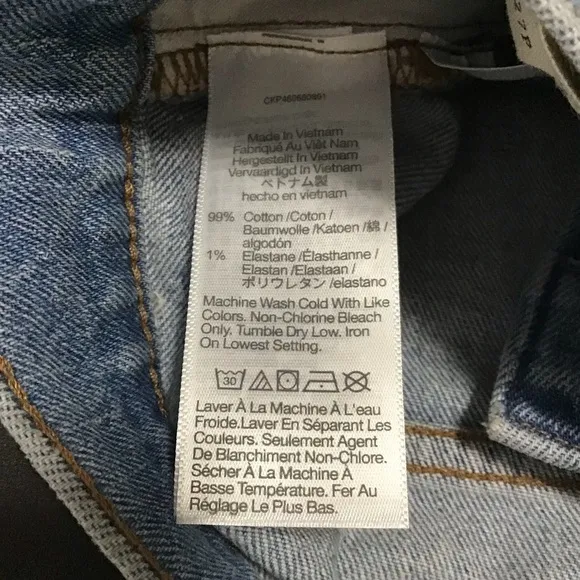 27P
CKP460680991
Made In Vietnam
Fabriqué Au Viêt Nam
Hergestellt In Vietnam
Vervaardigd In Vietnam
ベトナム製
hecho en vietnam
99% Cotton /Coton /
Baumwolle /Katoen /綿 /
algodón
1% Elastane /Élasthanne /
Elastan /Elastaan /
ポリウレタン /elastano
Machine Wash Cold With Like
Colors. Non-Chlorine Bleach
Only. Tumble Dry Low. Iron
On Lowest Setting.
30
Laver À La Machine À L'eau
Froide.Laver En Séparant Les
Couleurs. Seulement Agent
De Blanchiment Non-Chlore.
Sécher À La Machine À
Basse Température. Fer Au
Réglage Le Plus Bas.